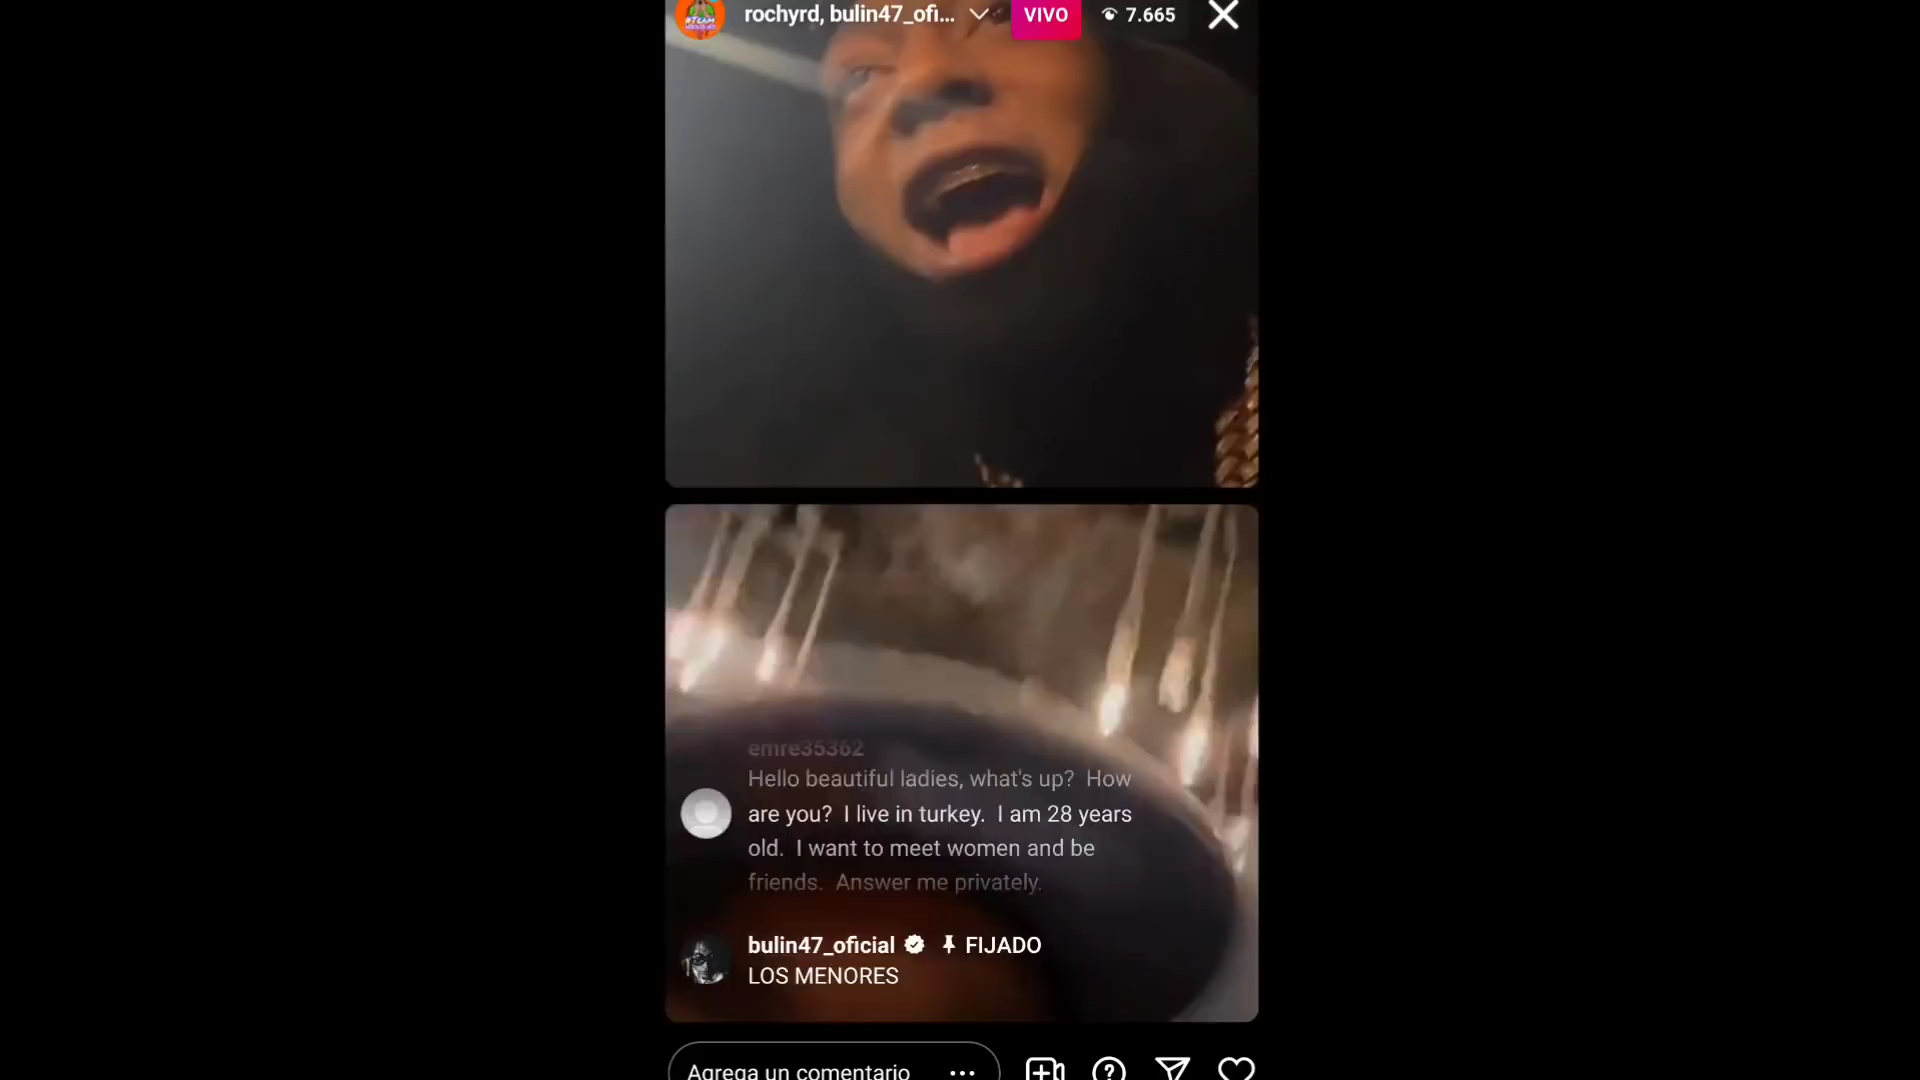 rochyrd, bulin47_ofi...
VIVO
7.665
emre35362
Hello beautiful ladies, what's up?  How
are you?  I live in turkey.  I am 28 years
old.  I want to meet women and be
friends.  Answer me privately.
bulin47_oficial
FIJADO
LOS MENORES
Agrega un comentario